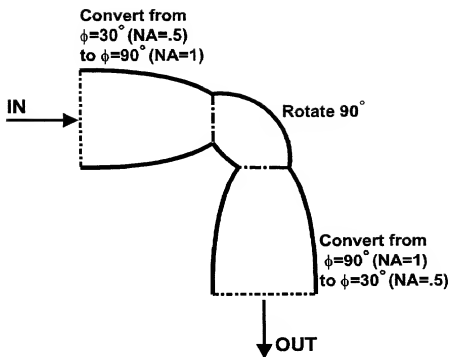 Convert from
ϕ=30° (NA=.5)
to ϕ=90° (NA=1)
IN
Rotate 90°
Convert from
ϕ=90° (NA=1)
to ϕ=30° (NA=.5)
OUT